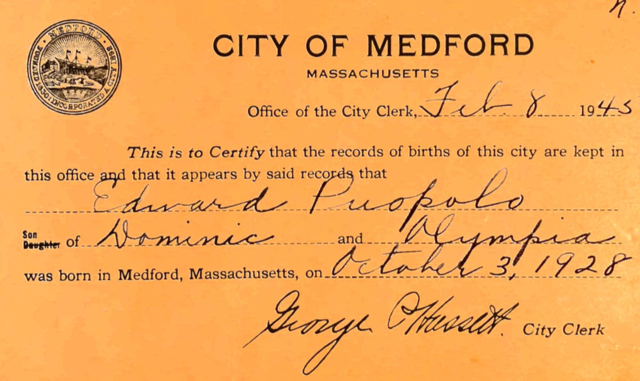 CITY OF MEDFORD
MASSACHUSETTS
Office of the City Clerk, Feb. 8 1945
This is to Certify that the records of births of this city are kept in
this office and that it appears by said records that
Edward Puopolo
Son
Daughter of Dominic and Olympia
was born in Medford, Massachusetts, on October 3, 1928
George P. Hassett. City Clerk